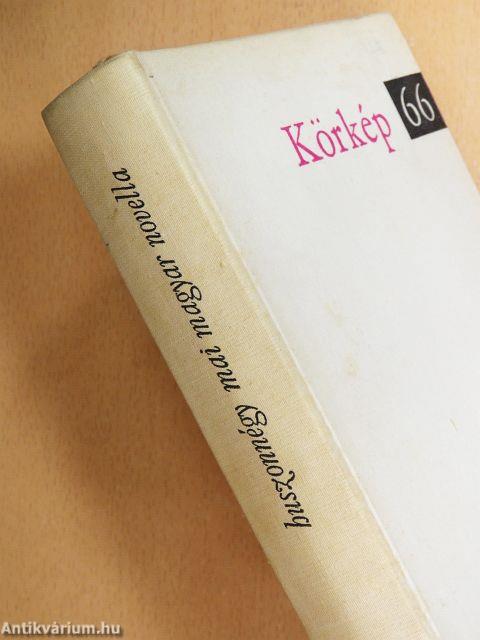 Körkép 66
huszonnégy mai magyar novella
Antikvárium.hu